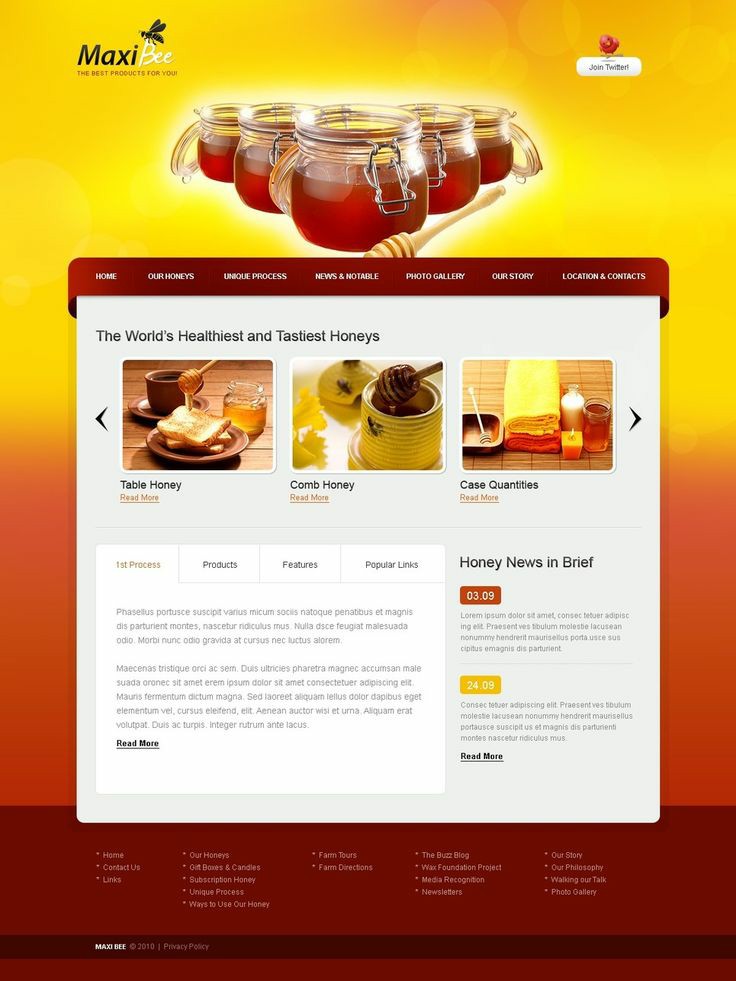 Maxi Bee
THE BEST PRODUCTS FOR YOU!
Join Twitter!
HOME
OUR HONEYS
UNIQUE PROCESS
NEWS & NOTABLE
PHOTO GALLERY
OUR STORY
LOCATION & CONTACTS
The World's Healthiest and Tastiest Honeys
Table Honey
Read More
Comb Honey
Read More
Case Quantities
Read More
1st Process
Products
Features
Popular Links
Phasellus portusce suscipit varius micum sociis natoque penatibus et magnis
dis parturient montes, nascetur ridiculus mus. Nulla dsce feugiat malesuada
odio. Morbi nunc odio gravida at cursus nec luctus alorem.
Maecenas tristique orci ac sem. Duis ultricies pharetra magnec accumsan male
suada oronec sit amet erem ipsum dolor sit amet consectetuer adipiscing elit.
Mauris fermentum dictum magna. Sed laoreet aliquam lellus dolor dapibus eget
elementum vel, cursus eleifend, elit. Aenean auctor wisi et urna. Aliquam erat
volutpat. Duis ac turpis. Integer rutrum ante lacus.
Read More
Honey News in Brief
03.09
Lorem ipsum dolor sit amet, consec tetuer adipisc
ing elit. Praesent ves tibulum molestie lacusean
nonummy hendrerit maurisellus porta.usce sus
cipitus emagnis dis parturient.
24.09
Consec tetuer adipiscing elit. Praesent ves tibulum
molestie lacusean nonummy hendrerit maurisellus
portausce suscipit us et magnis dis parturienti
montes nascetur ridiculus mus.
Read More
* Home
* Contact Us
* Links
* Our Honeys
* Gift Boxes & Candles
* Subscription Honey
* Unique Process
* Ways to Use Our Honey
* Farm Tours
* Farm Directions
* The Buzz Blog
* Wax Foundation Project
* Media Recognition
* Newsletters
* Our Story
* Our Philosophy
* Walking our Talk
* Photo Gallery
MAXI BEE © 2010 | Privacy Policy